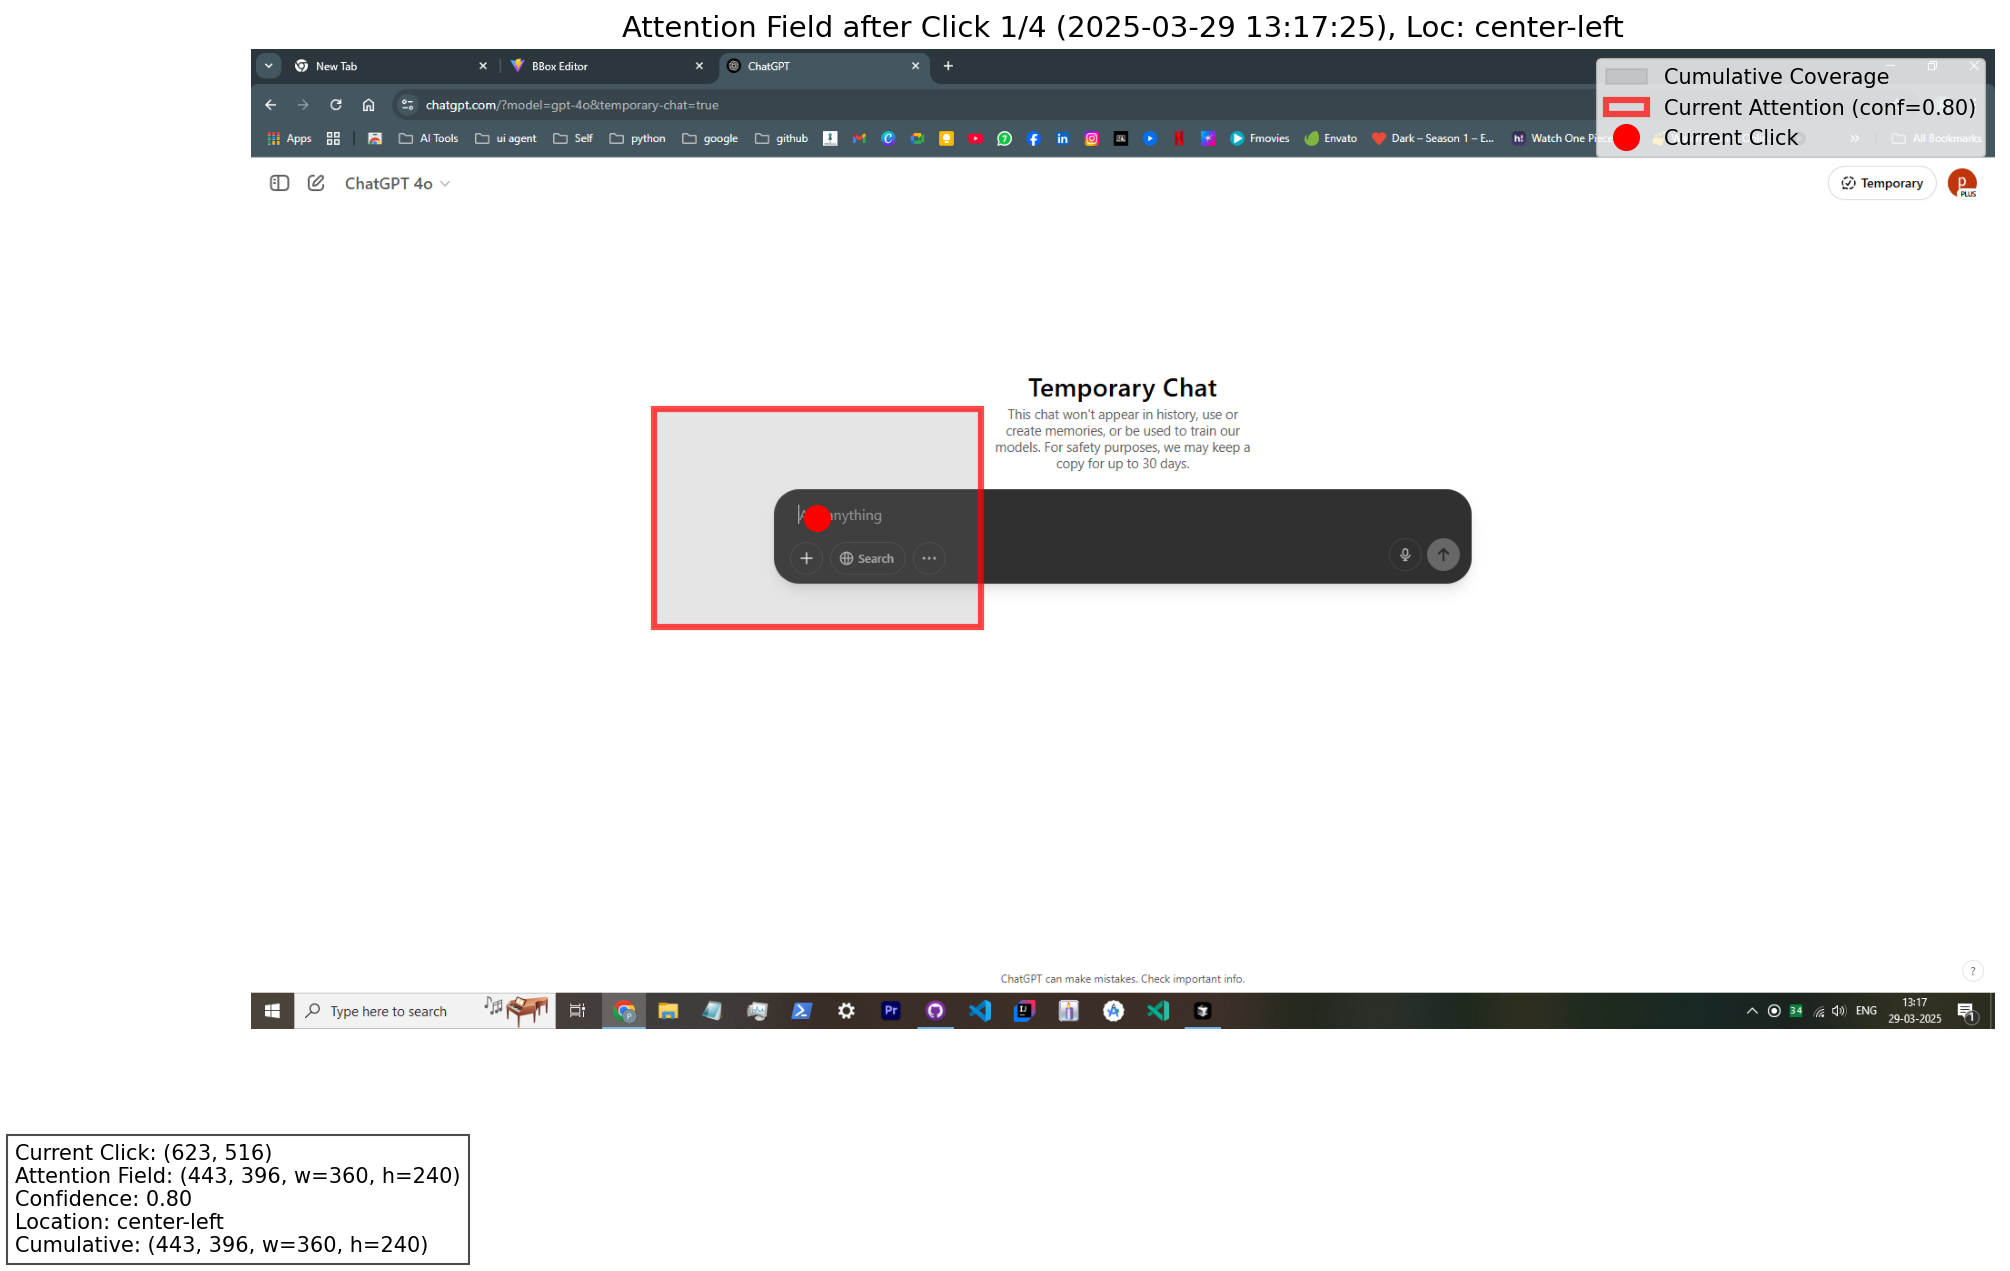 Attention Field after Click 1/4 (2025-03-29 13:17:25), Loc: center-left
New Tab
BBox Editor
ChatGPT
Cumulative Coverage
Current Attention (conf=0.80)
Current Click
chatgpt.com/?model=gpt-4o&temporary-chat=true
Apps AI Tools ui agent Self python google github Fmovies Envato Dark – Season 1 – E... Watch One Piece All Bookmarks
ChatGPT 4o
Temporary
P
PLUS
Temporary Chat
This chat won't appear in history, use or
create memories, or be used to train our
models. For safety purposes, we may keep a
copy for up to 30 days.
anything
Search
ChatGPT can make mistakes. Check important info.
?
Type here to search
Pr
34
ENG
13:17
29-03-2025
1
Current Click: (623, 516)
Attention Field: (443, 396, w=360, h=240)
Confidence: 0.80
Location: center-left
Cumulative: (443, 396, w=360, h=240)